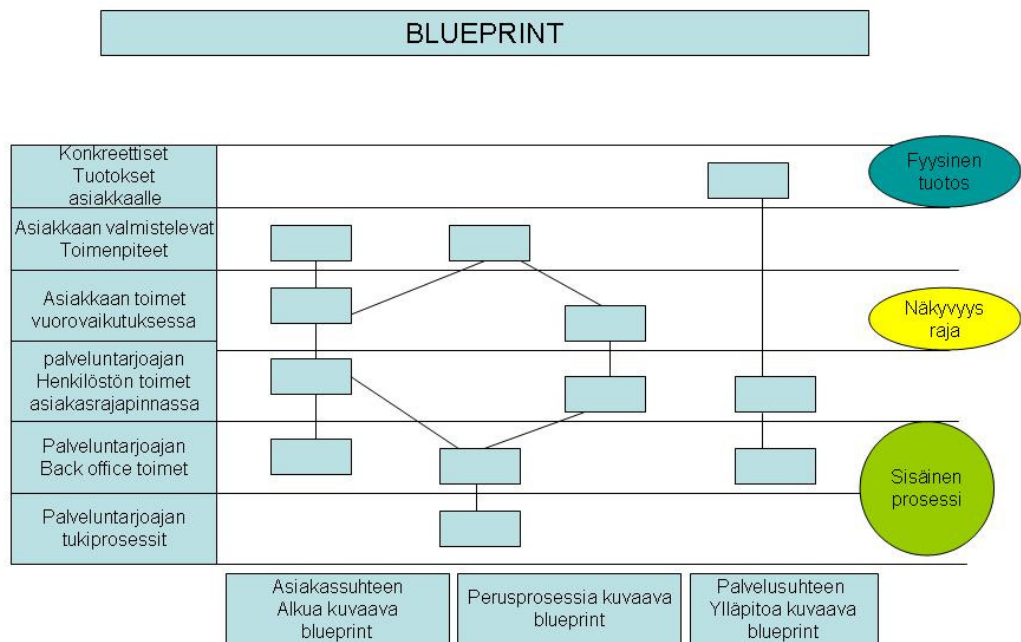 BLUEPRINT
Konkreettiset
Tuotokset
asiakkaalle
Fyysinen
tuotos
Asiakkaan valmistelevat
Toimenpiteet
Asiakkaan toimet
vuorovaikutuksessa
Näkyvyys
raja
palveluntarjoajan
Henkilöstön toimet
asiakasrajapinnassa
Palveluntarjoajan
Back office toimet
Sisäinen
prosessi
Palveluntarjoajan
tukiprosessit
Asiakassuhteen
Alkua kuvaava
blueprint
Perusprosessia kuvaava
blueprint
Palvelusuhteen
Ylläpitoa kuvaava
blueprint